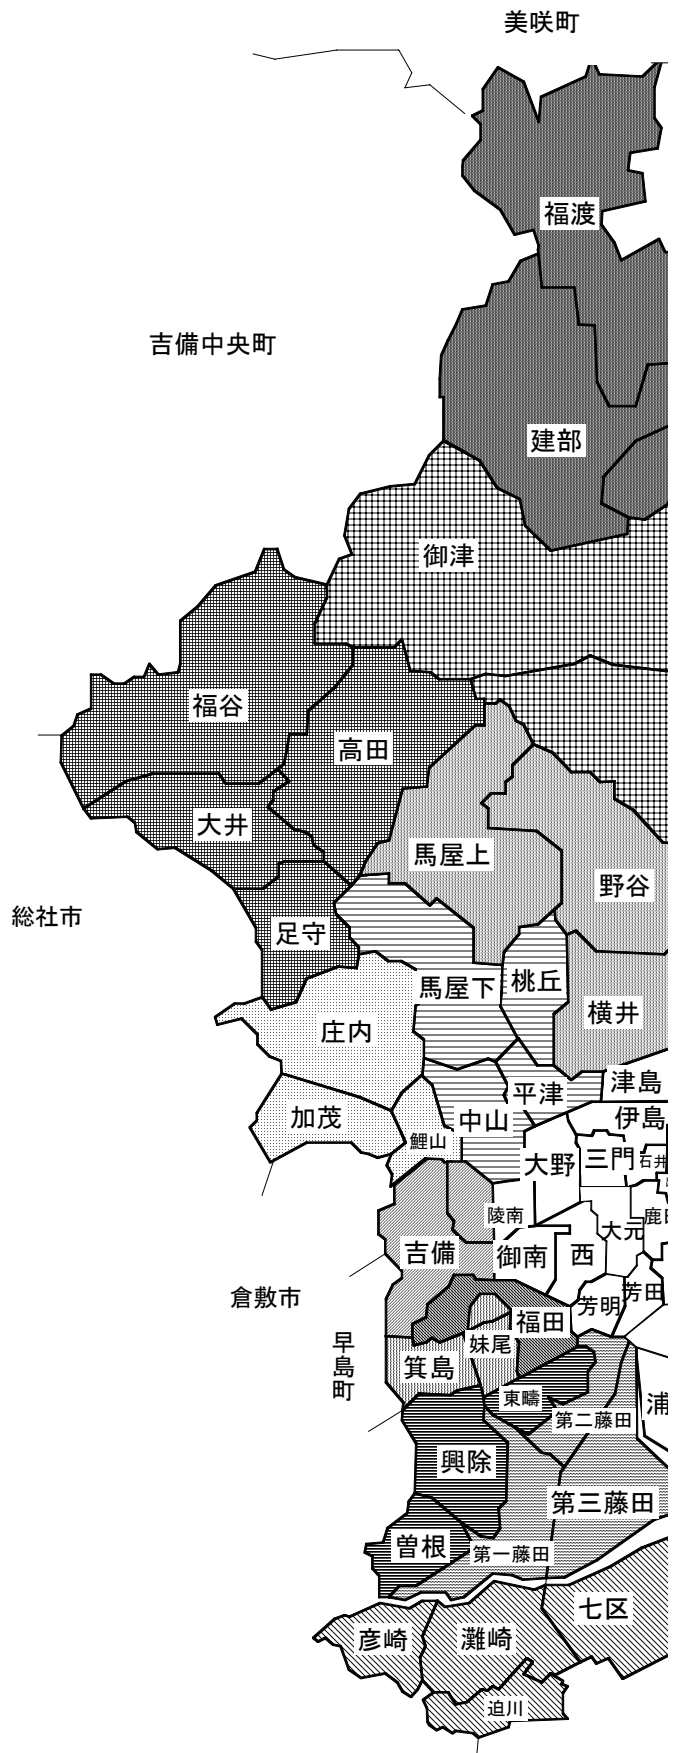 美咲町
福渡
吉備中央町
建部
御津
福谷
高田
大井
馬屋上
野谷
総社市
足守
馬屋下
桃丘
横井
庄内
津島
平津
加茂
中山
伊島
鯉山
大野
三門
石井
陵南
大元
吉備
御南
西
倉敷市
芳明
芳田
福田
早島町
妹尾
箕島
東疇
浦
第二藤田
興除
第三藤田
曽根
第一藤田
七区
彦崎
灘崎
迫川